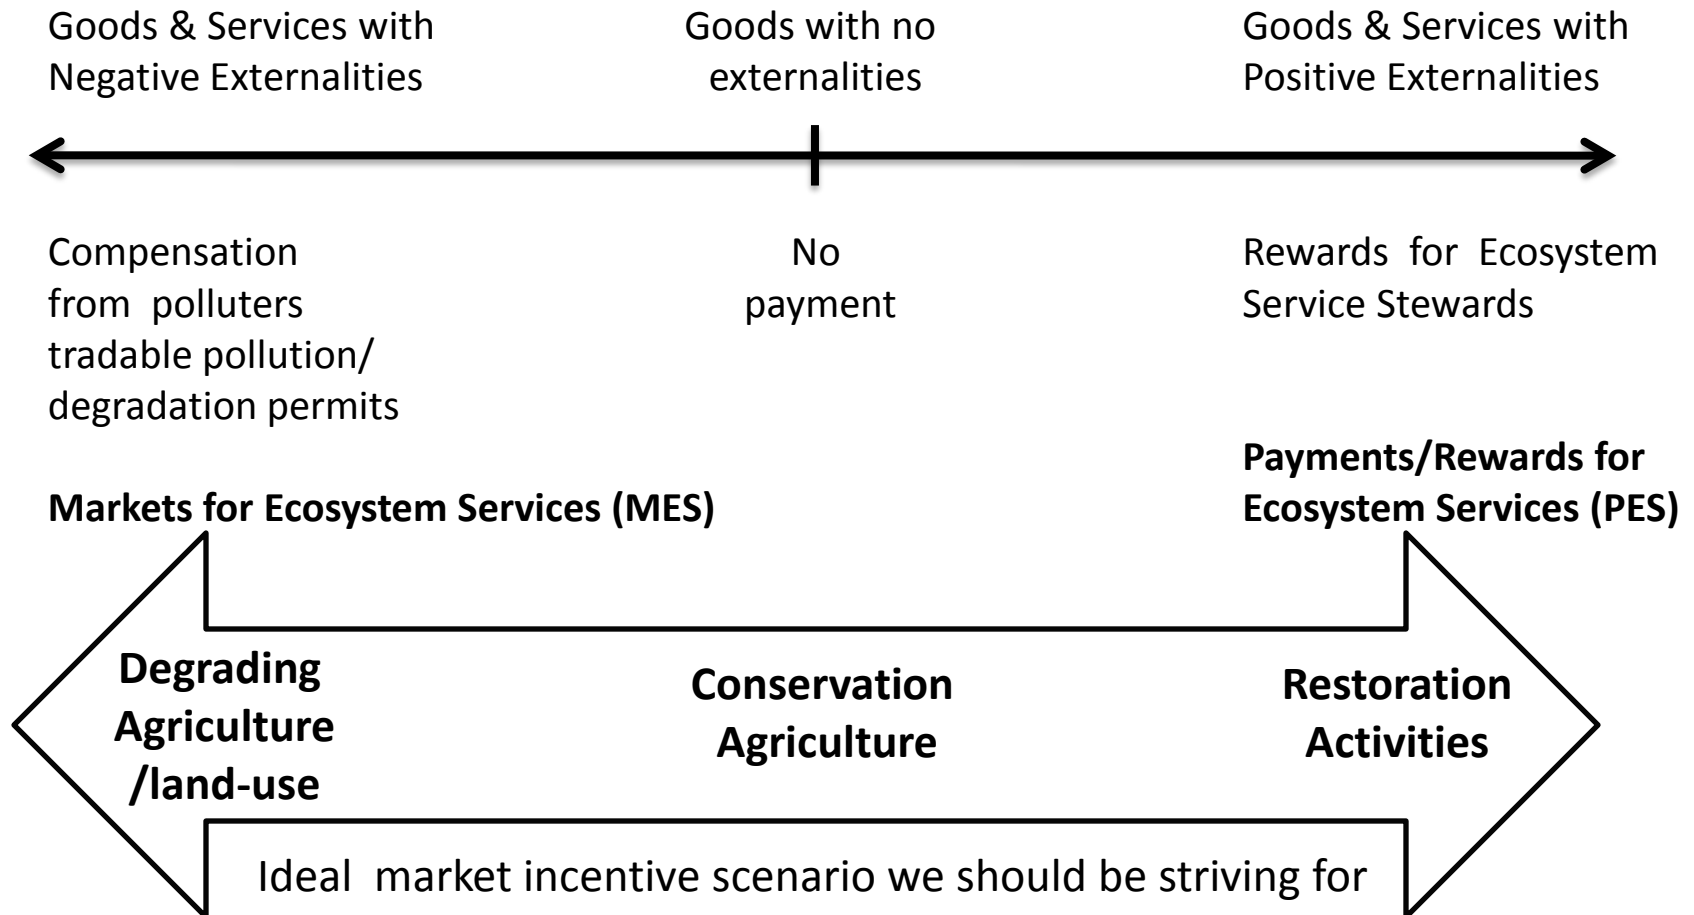 Goods & Services with
Negative Externalities
Goods with no
externalities
Goods & Services with
Positive Externalities
Compensation
from polluters
tradable pollution/
degradation permits
No
payment
Rewards for Ecosystem
Service Stewards
Markets for Ecosystem Services (MES)
Payments/Rewards for
Ecosystem Services (PES)
Degrading
Agriculture
/land-use
Conservation
Agriculture
Restoration
Activities
Ideal market incentive scenario we should be striving for